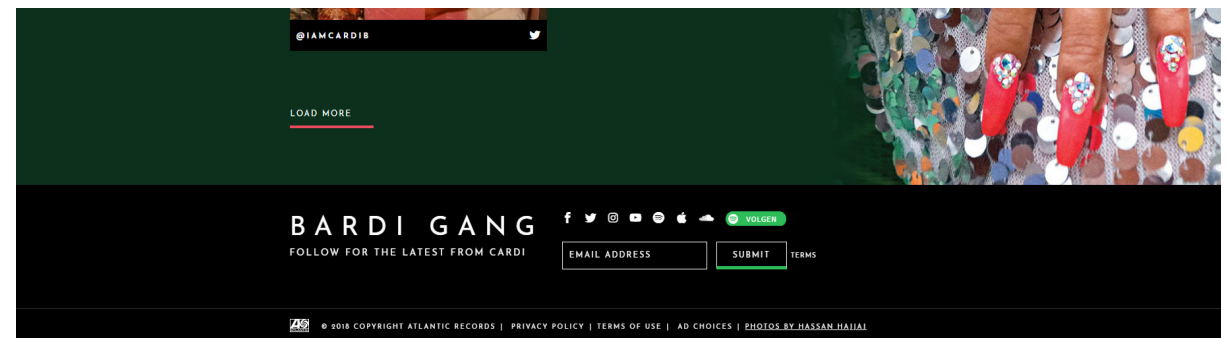 @IAMCARDIB
LOAD MORE
BARDI GANG
FOLLOW FOR THE LATEST FROM CARDI
VOLGEN
EMAIL ADDRESS
SUBMIT
TERMS
© 2018 COPYRIGHT ATLANTIC RECORDS | PRIVACY POLICY | TERMS OF USE | AD CHOICES | PHOTOS BY HASSAN HAJJAJ